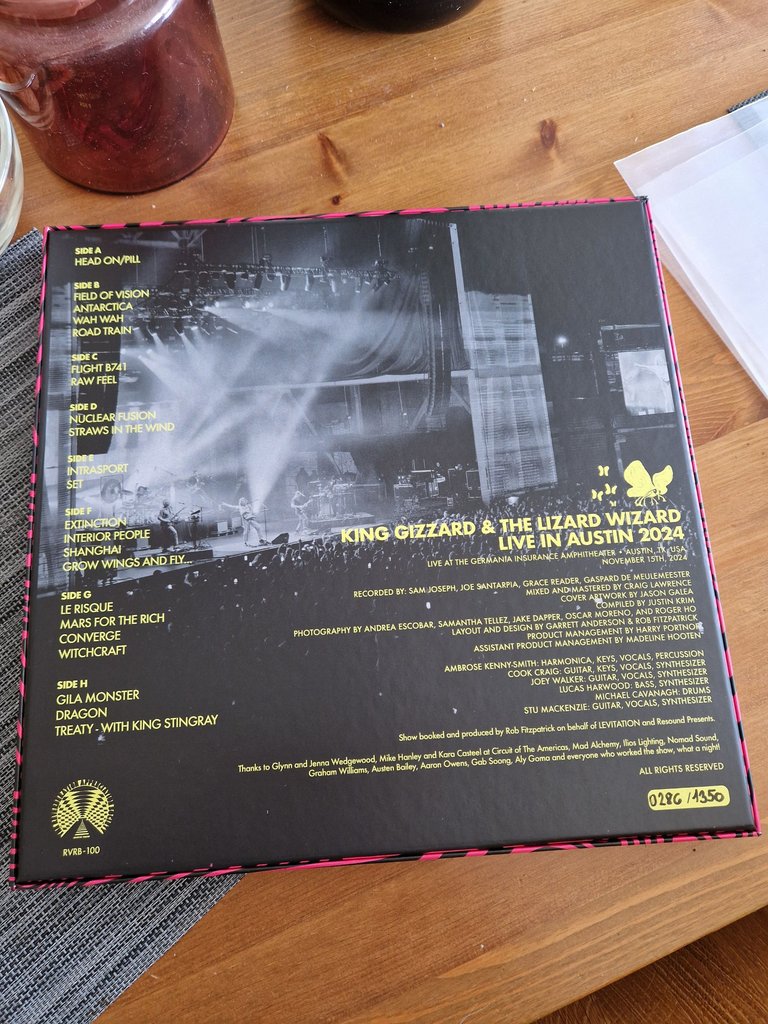 SIDE A
HEAD ON/PILL
SIDE B
FIELD OF VISION
ANTARCTICA
WAH WAH
ROAD TRAIN
SIDE C
FLIGHT B741
RAW FEEL
SIDE D
NUCLEAR FUSION
STRAWS IN THE WIND
SIDE E
INTRASPORT
SET
SIDE F
EXTINCTION
INTERIOR PEOPLE
SHANGHAI
GROW WINGS AND FLY...
SIDE G
LE RISQUE
MARS FOR THE RICH
CONVERGE
WITCHCRAFT
SIDE H
GILA MONSTER
DRAGON
TREATY - WITH KING STINGRAY
RVRB-100
KING GIZZARD & THE LIZARD WIZARD
LIVE IN AUSTIN 2024
LIVE AT THE GERMANIA INSURANCE AMPHITHEATER • AUSTIN, TX, USA
NOVEMBER 15TH, 2024
RECORDED BY: SAM JOSEPH, JOE SANTARPIA, GRACE READER, GASPARD DE MEULEMEESTER
MIXED AND MASTERED BY CRAIG LAWRENCE
COVER ARTWORK BY JASON GALEA
COMPILED BY JUSTIN KRIM
PHOTOGRAPHY BY ANDREA ESCOBAR, SAMANTHA TELLEZ, JAKE DAPPER, OSCAR MORENO, AND ROGER HO
LAYOUT AND DESIGN BY GARRETT ANDERSON & ROB FITZPATRICK
PRODUCT MANAGEMENT BY HARRY PORTNOF
ASSISTANT PRODUCT MANAGEMENT BY MADELINE HOOTEN
AMBROSE KENNY-SMITH: HARMONICA, KEYS, VOCALS, PERCUSSION
COOK CRAIG: GUITAR, KEYS, VOCALS, SYNTHESIZER
JOEY WALKER: GUITAR, VOCALS, SYNTHESIZER
LUCAS HARWOOD: BASS, SYNTHESIZER
MICHAEL CAVANAGH: DRUMS
STU MACKENZIE: GUITAR, VOCALS, SYNTHESIZER
Show booked and produced by Rob Fitzpatrick on behalf of LEVITATION and Resound Presents.
Thanks to Glynn and Jenna Wedgewood, Mike Hanley and Kara Casteel at Circuit of The Americas, Mad Alchemy, Ilios Lighting, Nomad Sound,
Graham Williams, Austen Bailey, Aaron Owens, Gab Soong, Aly Goma and everyone who worked the show, what a night!
ALL RIGHTS RESERVED
0286 /1350